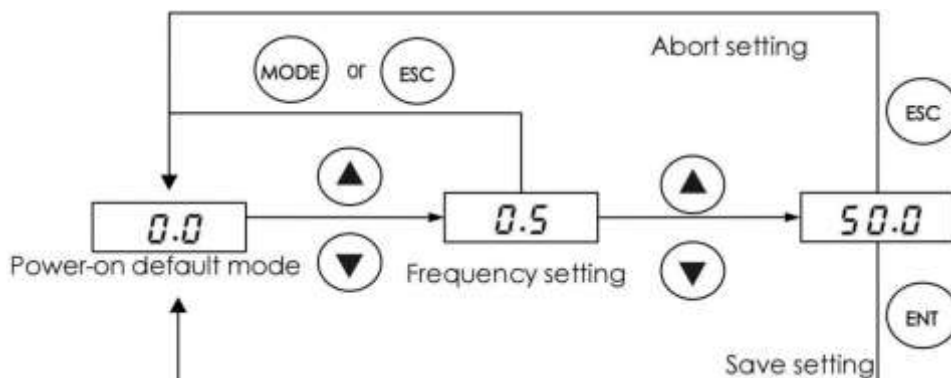 Abort setting
MODE or ESC
ESC
0.0
0.5
50.0
Power-on default mode
Frequency setting
ENT
Save setting